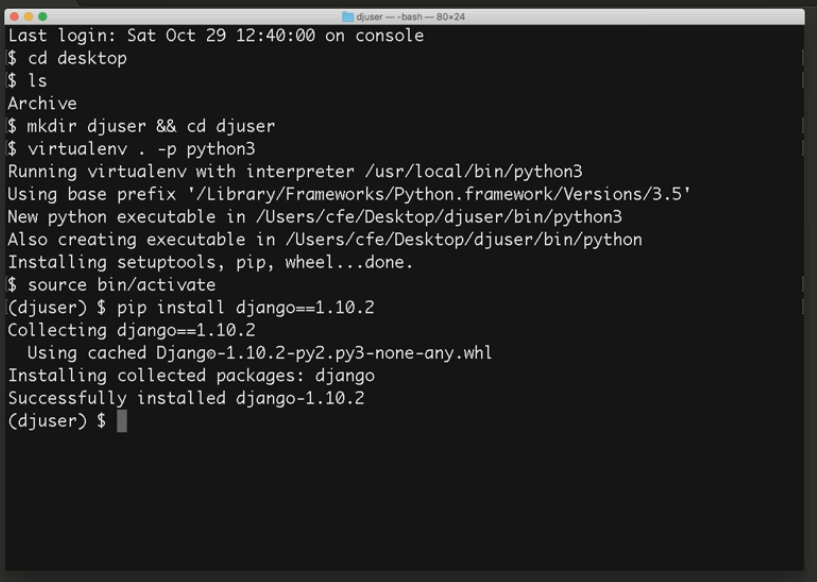 djuser — -bash — 80×24
Last login: Sat Oct 29 12:40:00 on console
$ cd desktop
$ ls
Archive
$ mkdir djuser && cd djuser
$ virtualenv . -p python3
Running virtualenv with interpreter /usr/local/bin/python3
Using base prefix '/Library/Frameworks/Python.framework/Versions/3.5'
New python executable in /Users/cfe/Desktop/djuser/bin/python3
Also creating executable in /Users/cfe/Desktop/djuser/bin/python
Installing setuptools, pip, wheel...done.
$ source bin/activate
(djuser) $ pip install django==1.10.2
Collecting django==1.10.2
  Using cached Django-1.10.2-py2.py3-none-any.whl
Installing collected packages: django
Successfully installed django-1.10.2
(djuser) $